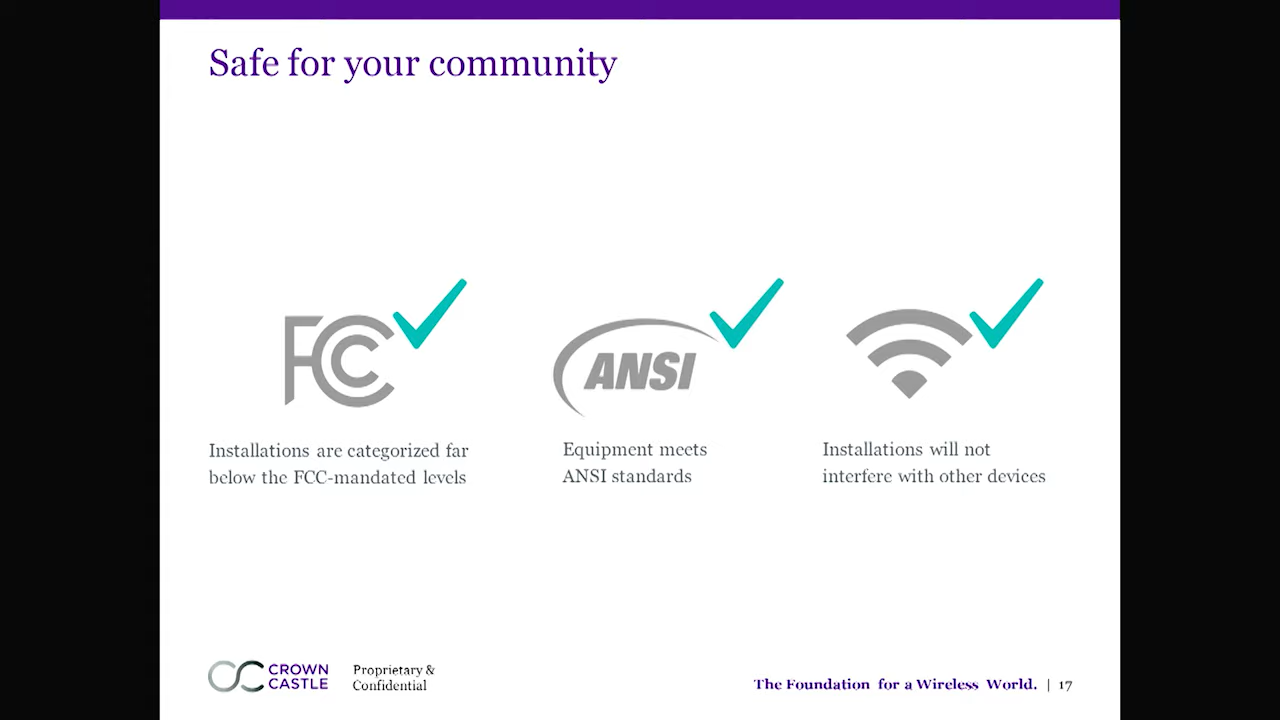 Safe for your community
FCC
ANSI
Installations are categorized far
below the FCC-mandated levels
Equipment meets
ANSI standards
Installations will not
interfere with other devices
CROWN
CASTLE
Proprietary &
Confidential
The Foundation for a Wireless World. | 17